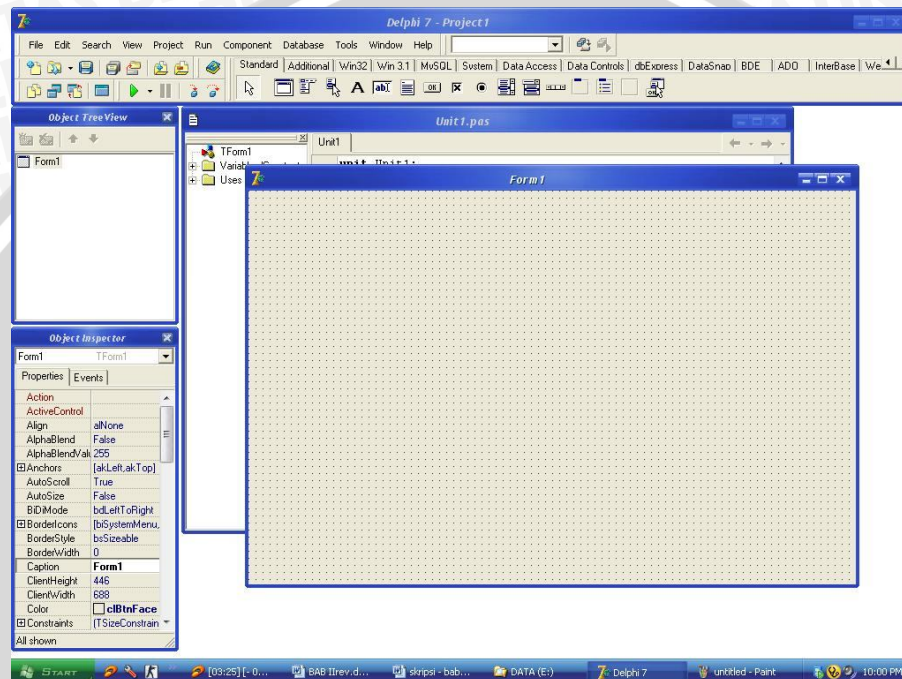 Delphi 7 - Project1
File Edit Search View Project Run Component Database Tools Window Help
Standard Additional Win32 Win 3.1 MySQL System Data Access Data Controls dbExpress DataSnap BDE ADO InterBase We
Object TreeView
Form1
Unit1.pas
TForm1
Uses
Unit1
unit Unit1;
Form1
Object Inspector
Form1 TForm1
Properties Events
Action
ActiveControl
Align alNone
AlphaBlend False
AlphaBlendValu 255
Anchors [akLeft,akTop]
AutoScroll True
AutoSize False
BiDiMode bdLeftToRight
BorderIcons [biSystemMenu,
BorderStyle bsSizeable
BorderWidth 0
Caption Form1
ClientHeight 446
ClientWidth 688
Color clBtnFace
Constraints (TSizeConstrain
All shown
START [03:25] [- 0... BAB IIrev.d... skripsi - bab... DATA (E:) Delphi 7 untitled - Paint 10:00 PM